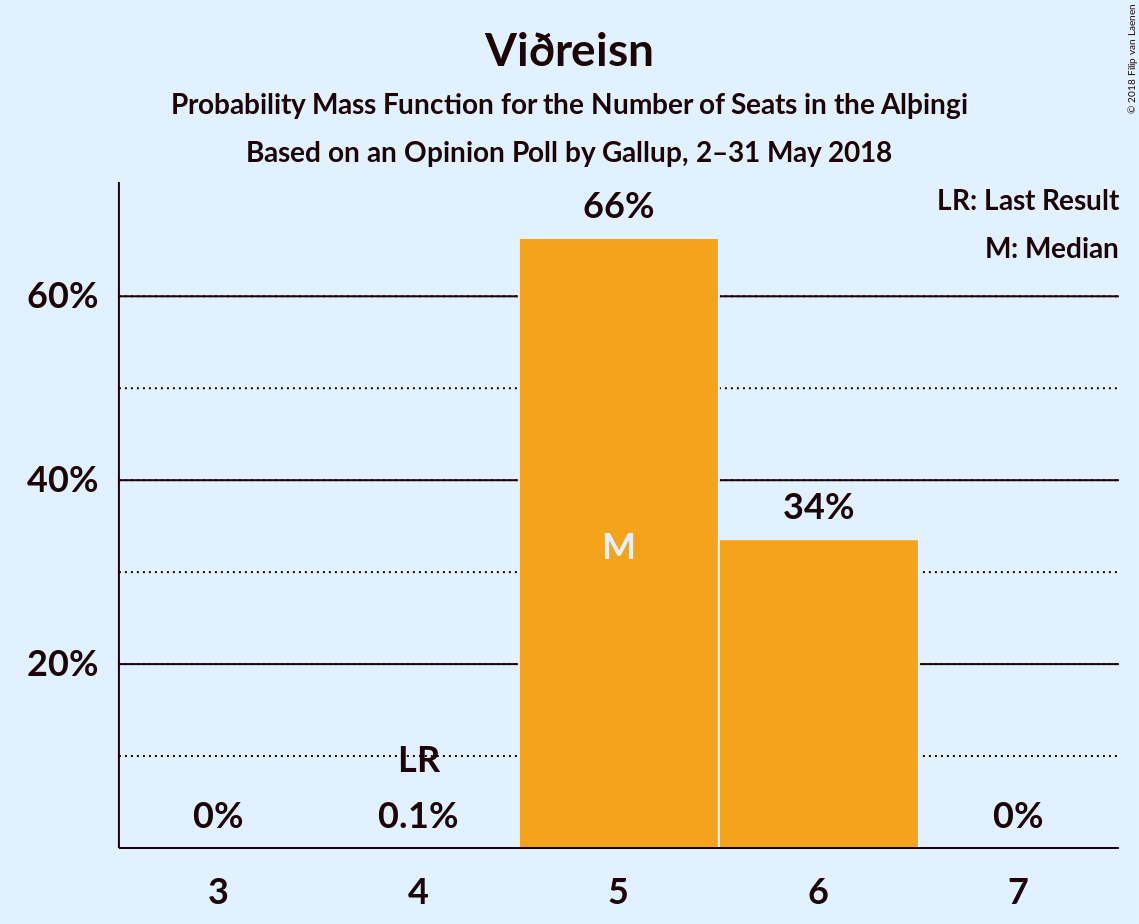 Viðreisn
Probability Mass Function for the Number of Seats in the Alþingi
Based on an Opinion Poll by Gallup, 2–31 May 2018
© 2018 Filip van Laenen
LR: Last Result
M: Median
66%
60%
40%
34%
M
20%
LR
0%
0.1%
0%
3
4
5
6
7